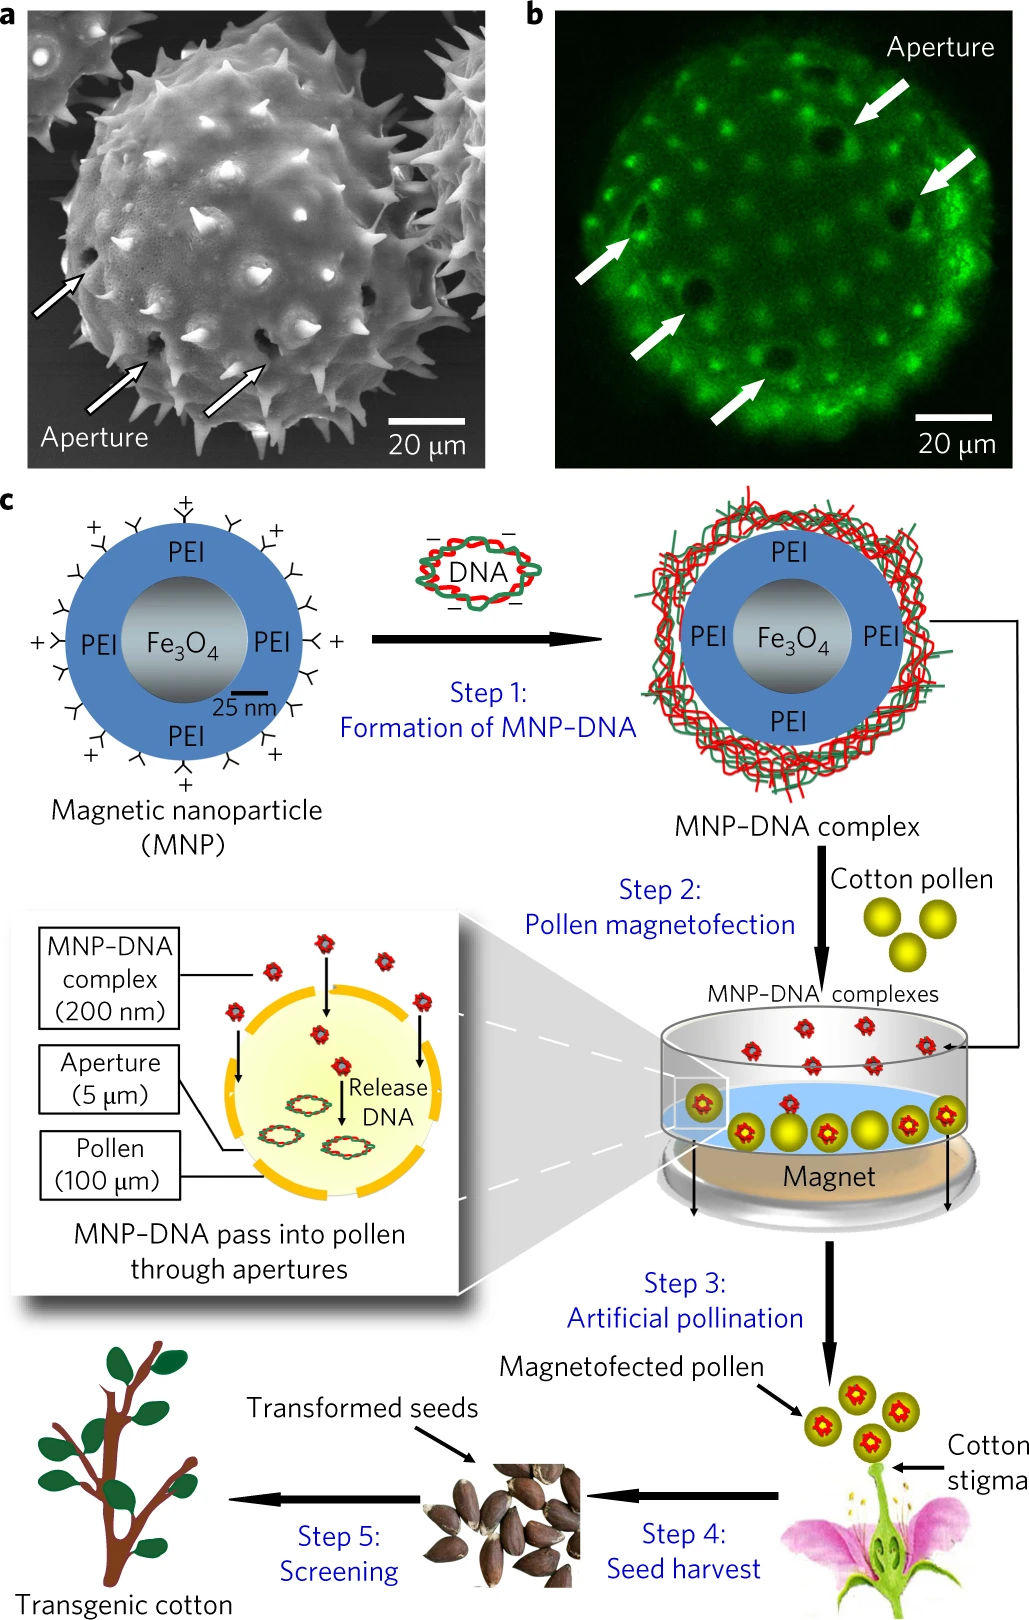 a
Aperture
20 μm
b
Aperture
20 μm
c
+
+
+
+
+
+
+
+
PEI
PEI
PEI
PEI
Fe3O4
25 nm
Magnetic nanoparticle
(MNP)
− −
DNA
− −
Step 1:
Formation of MNP–DNA
PEI
PEI
PEI
PEI
Fe3O4
MNP–DNA complex
Step 2:
Pollen magnetofection
Cotton pollen
MNP–DNA complexes
Magnet
MNP–DNA
complex
(200 nm)
Aperture
(5 μm)
Pollen
(100 μm)
Release
DNA
MNP–DNA pass into pollen
through apertures
Step 3:
Artificial pollination
Magnetofected pollen
Cotton
stigma
Step 4:
Seed harvest
Transformed seeds
Step 5:
Screening
Transgenic cotton